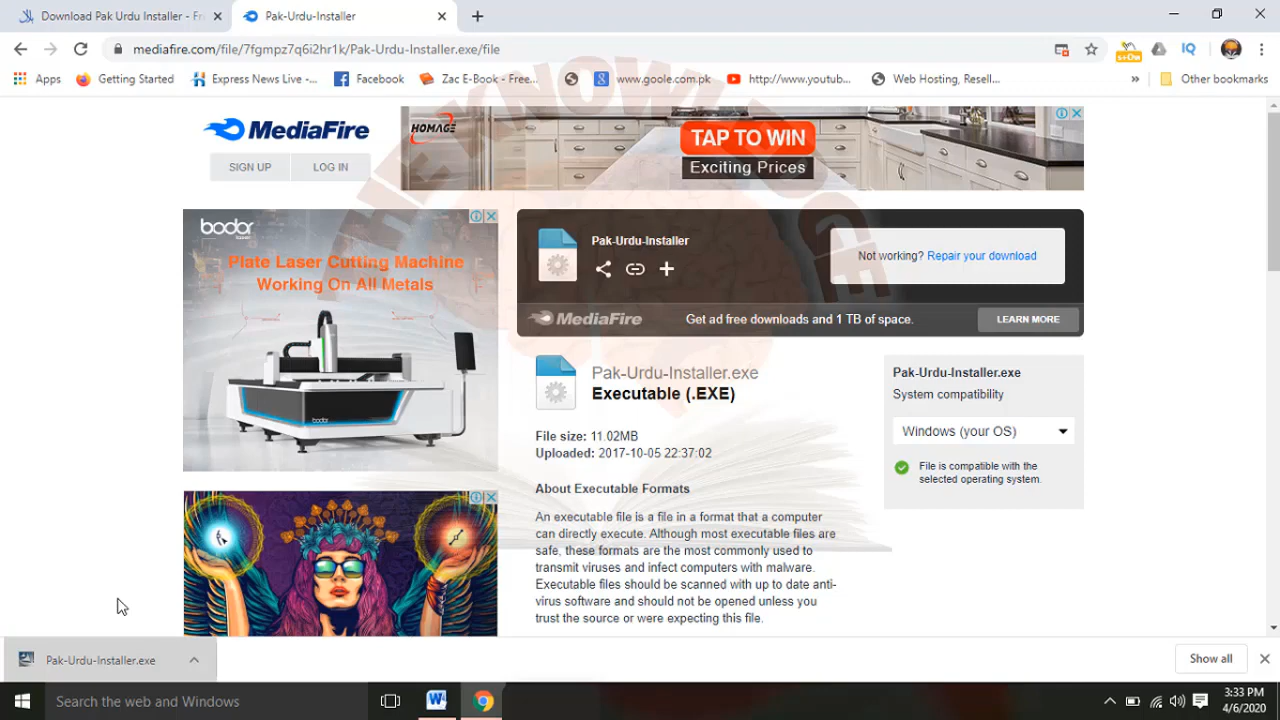 Download Pak Urdu Installer - Fr
Pak-Urdu-Installer
mediafire.com/file/7fgmpz7q6i2hr1k/Pak-Urdu-Installer.exe/file
s+0w
IQ
Apps
Getting Started
Express News Live -...
Facebook
Zac E-Book - Free...
www.goole.com.pk
http://www.youtub...
Web Hosting, Resell...
»
Other bookmarks
MediaFire
SIGN UP
LOG IN
HOMAGE
TAP TO WIN
Exciting Prices
THE KNOWLEDGE
bodor
Plate Laser Cutting Machine
Working On All Metals
bodor
Pak-Urdu-Installer
Not working? Repair your download
MediaFire
Get ad free downloads and 1 TB of space.
LEARN MORE
Pak-Urdu-Installer.exe
Executable (.EXE)
File size: 11.02MB
Uploaded: 2017-10-05 22:37:02
About Executable Formats
An executable file is a file in a format that a computer
can directly execute. Although most executable files are
safe, these formats are the most commonly used to
transmit viruses and infect computers with malware.
Executable files should be scanned with up to date anti-
virus software and should not be opened unless you
trust the source or were expecting this file.
Pak-Urdu-Installer.exe
System compatibility
Windows (your OS)
File is compatible with the
selected operating system.
Pak-Urdu-Installer.exe
Show all
Search the web and Windows
3:33 PM
4/6/2020